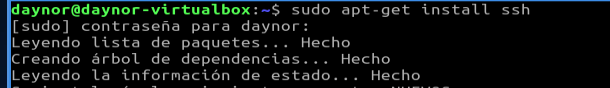 daynor@daynor-virtualbox:~$ sudo apt-get install ssh
[sudo] contraseña para daynor:
Leyendo lista de paquetes... Hecho
Creando árbol de dependencias... Hecho
Leyendo la información de estado... Hecho